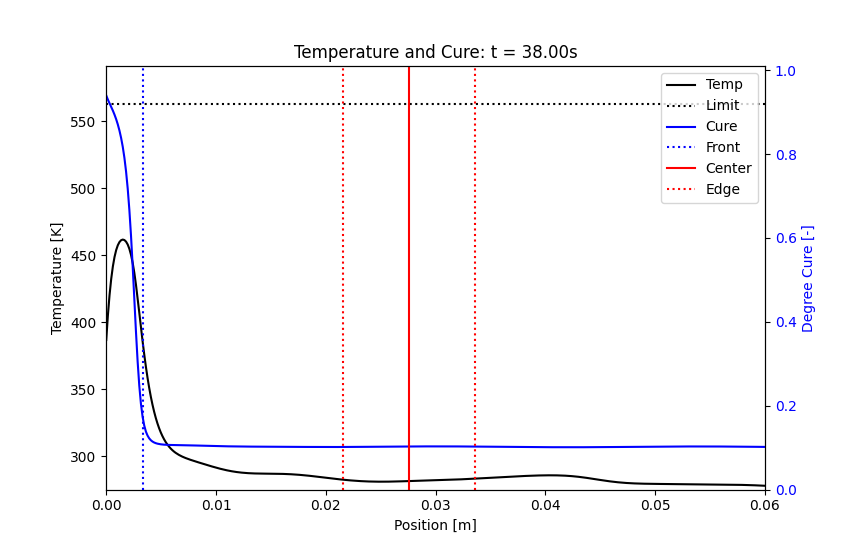 Temperature and Cure: t = 38.00s
Temp
Limit
Cure
Front
Center
Edge
Temperature [K]
550
500
450
400
350
300
Degree Cure [-]
1.0
0.8
0.6
0.4
0.2
0.0
0.00 0.01 0.02 0.03 0.04 0.05 0.06
Position [m]